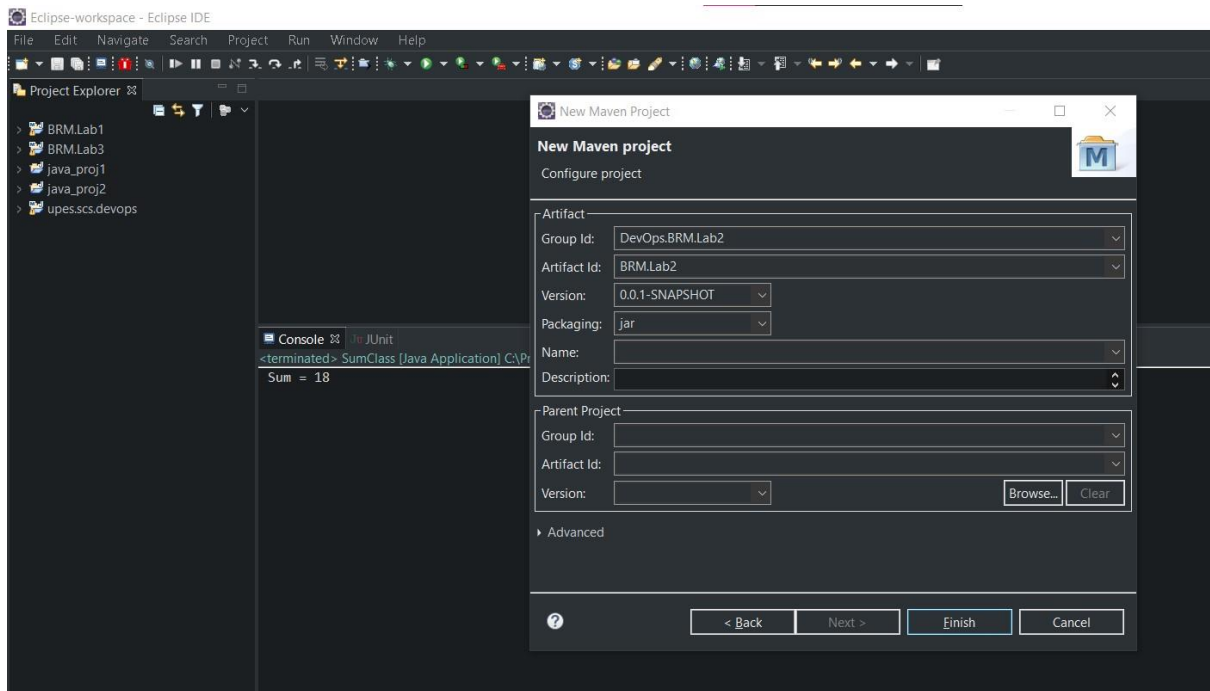 Eclipse-workspace - Eclipse IDE
File Edit Navigate Search Project Run Window Help
Project Explorer
BRM.Lab1
BRM.Lab3
java_proj1
java_proj2
upes.scs.devops
Console JUnit
<terminated> SumClass [Java Application] C:\Pr
Sum = 18
New Maven Project
New Maven project
Configure project
M
Artifact
Group Id: DevOps.BRM.Lab2
Artifact Id: BRM.Lab2
Version: 0.0.1-SNAPSHOT
Packaging: jar
Name:
Description:
Parent Project
Group Id:
Artifact Id:
Version: Browse... Clear
Advanced
? < Back Next > Finish Cancel